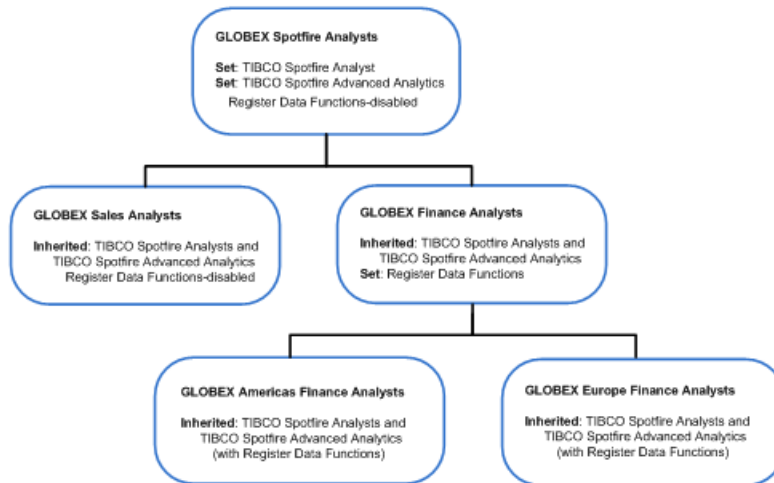 GLOBEX Spotfire Analysts
Set: TIBCO Spotfire Analyst
Set: TIBCO Spotfire Advanced Analytics
Register Data Functions-disabled
GLOBEX Sales Analysts
Inherited: TIBCO Spotfire Analysts and
TIBCO Spotfire Advanced Analytics
Register Data Functions-disabled
GLOBEX Finance Analysts
Inherited: TIBCO Spotfire Analysts and
TIBCO Spotfire Advanced Analytics
Set: Register Data Functions
GLOBEX Americas Finance Analysts
Inherited: TIBCO Spotfire Analysts and
TIBCO Spotfire Advanced Analytics
(with Register Data Functions)
GLOBEX Europe Finance Analysts
Inherited: TIBCO Spotfire Analysts and
TIBCO Spotfire Advanced Analytics
(with Register Data Functions)